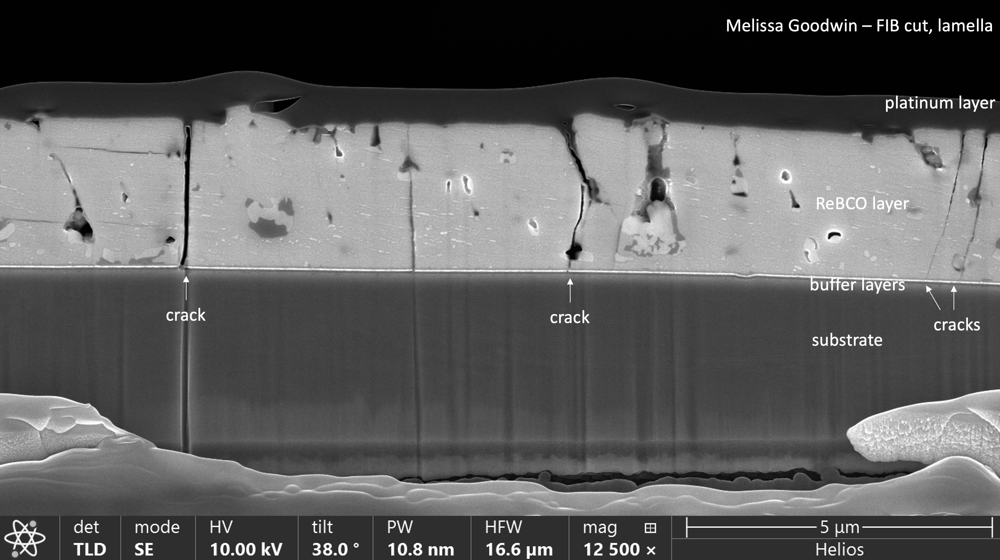 Melissa Goodwin – FIB cut, lamella
platinum layer
ReBCO layer
buffer layers
crack
crack
cracks
substrate
det
TLD
mode
SE
HV
10.00 kV
tilt
38.0 °
PW
10.8 nm
HFW
16.6 µm
mag
12 500 ×
5 µm
Helios